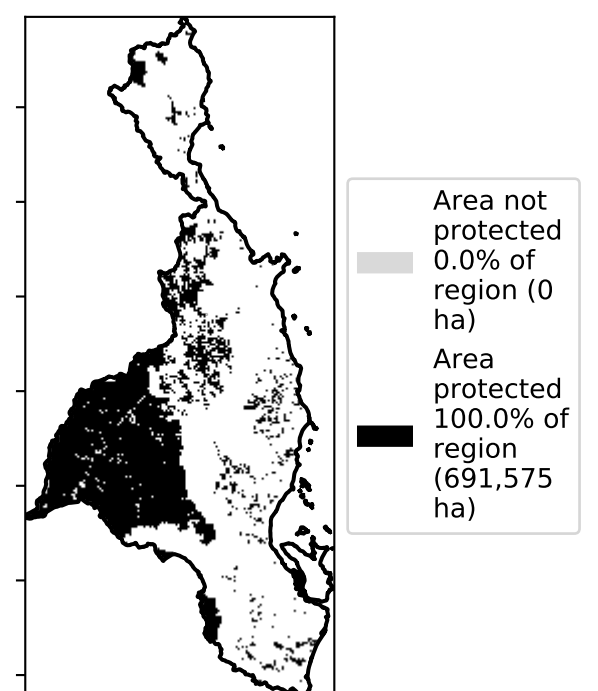 Area not
protected
0.0% of
region (0
ha)
Area
protected
100.0% of
region
(691,575
ha)